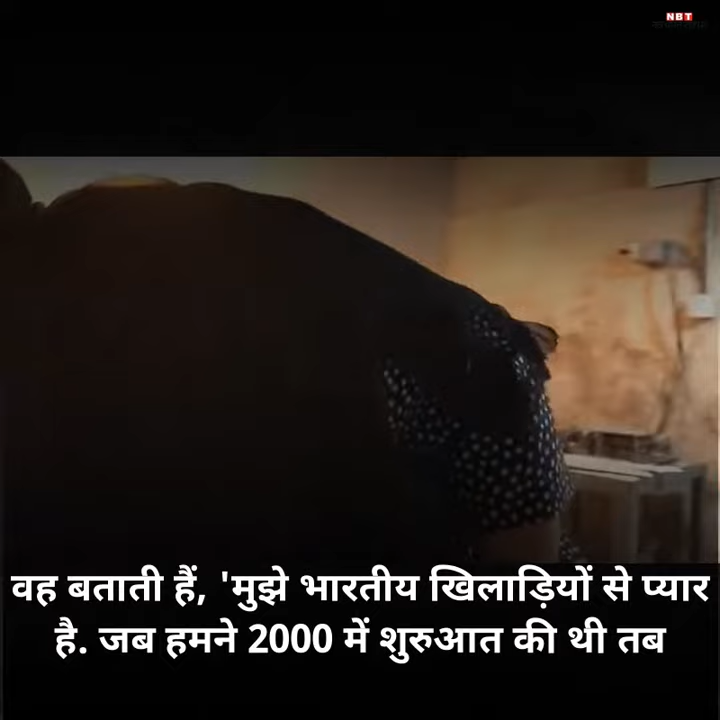 NBT
वह बताती हैं, 'मुझे भारतीय खिलाड़ियों से प्यार
है. जब हमने 2000 में शुरुआत की थी तब